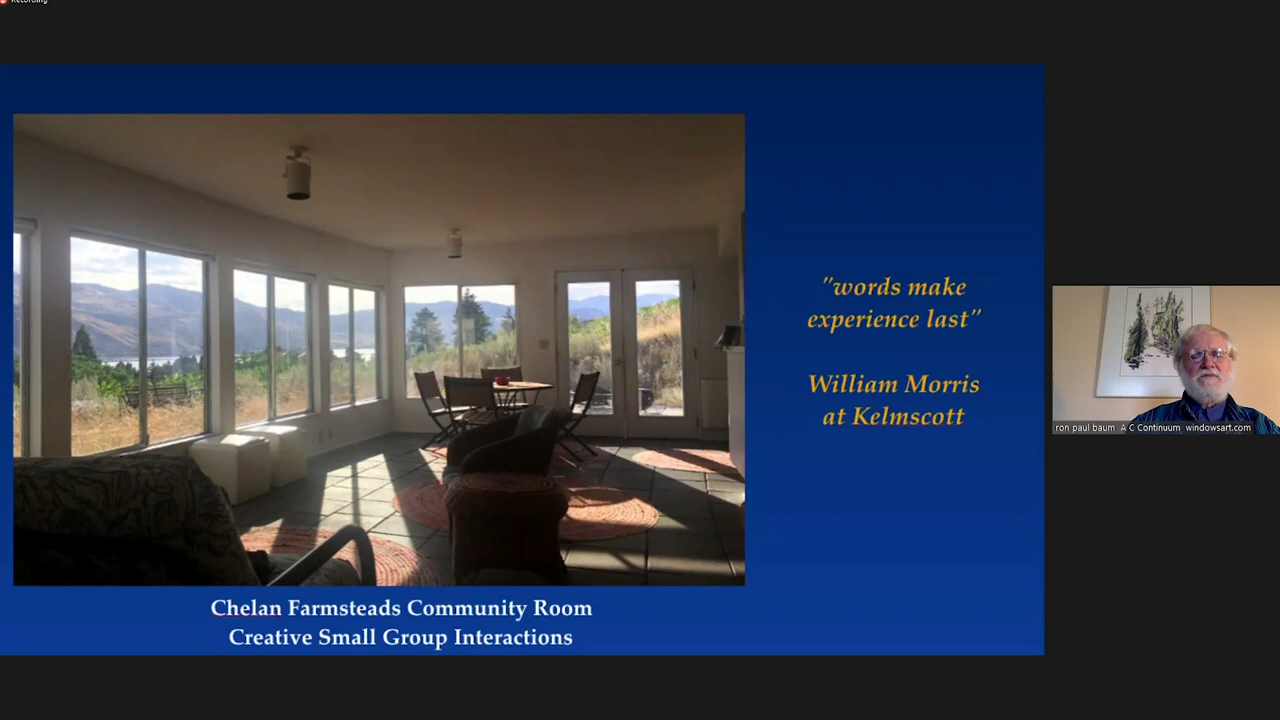 Recording
"words make
experience last"
William Morris
at Kelmscott
Chelan Farmsteads Community Room
Creative Small Group Interactions
ron paul baum A C Continuum windowsart.com